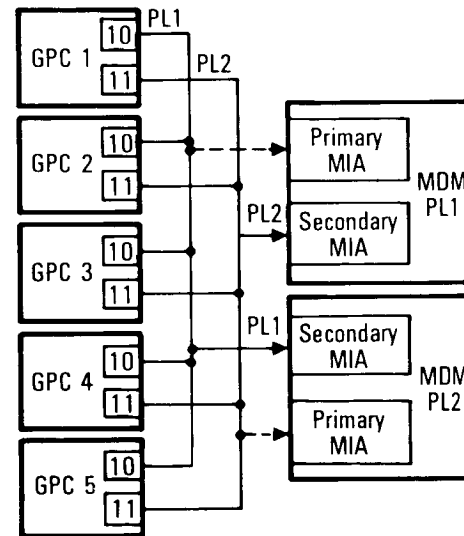 GPC 1
10
11
PL1
PL2
GPC 2
10
11
GPC 3
10
11
GPC 4
10
11
GPC 5
10
11
Primary
MIA
PL2
Secondary
MIA
MDM
PL1
PL1
Secondary
MIA
Primary
MIA
MDM
PL2